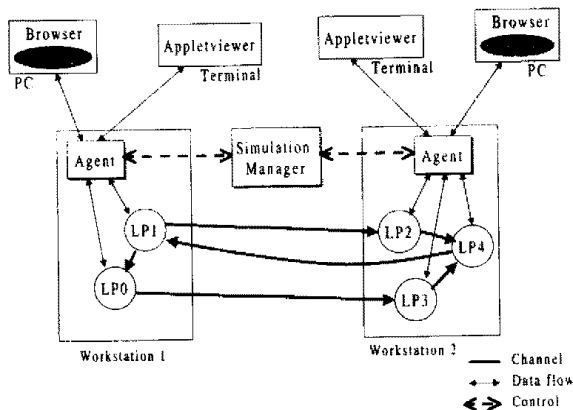 Browser
PC
Appletviewer
Terminal
Appletviewer
Terminal
Browser
PC
Agent
Simulation
Manager
Agent
LP1
LP2
LP4
LP0
LP3
Workstation 1
Workstation 2
Channel
Data flow
Control